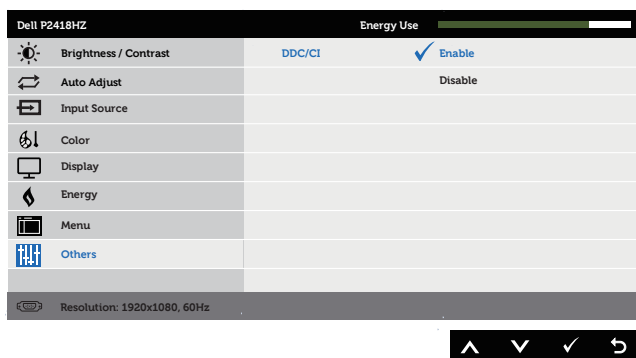 Dell P2418HZ Energy Use
Brightness / Contrast DDC/CI Enable
Auto Adjust Disable
Input Source
Color
Display
Energy
Menu
Others
Resolution: 1920x1080, 60Hz